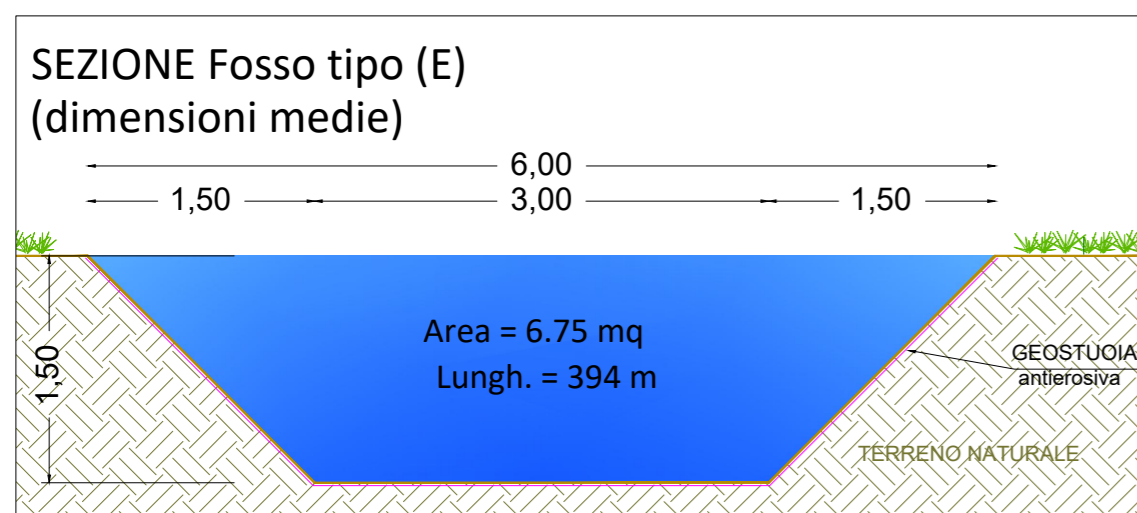 SEZIONE Fosso tipo (E)
(dimensioni medie)
6,00
1,50 3,00 1,50
1,50
Area = 6.75 mq
Lungh. = 394 m
GEOSTUOIA
antierosiva
TERRENO NATURALE